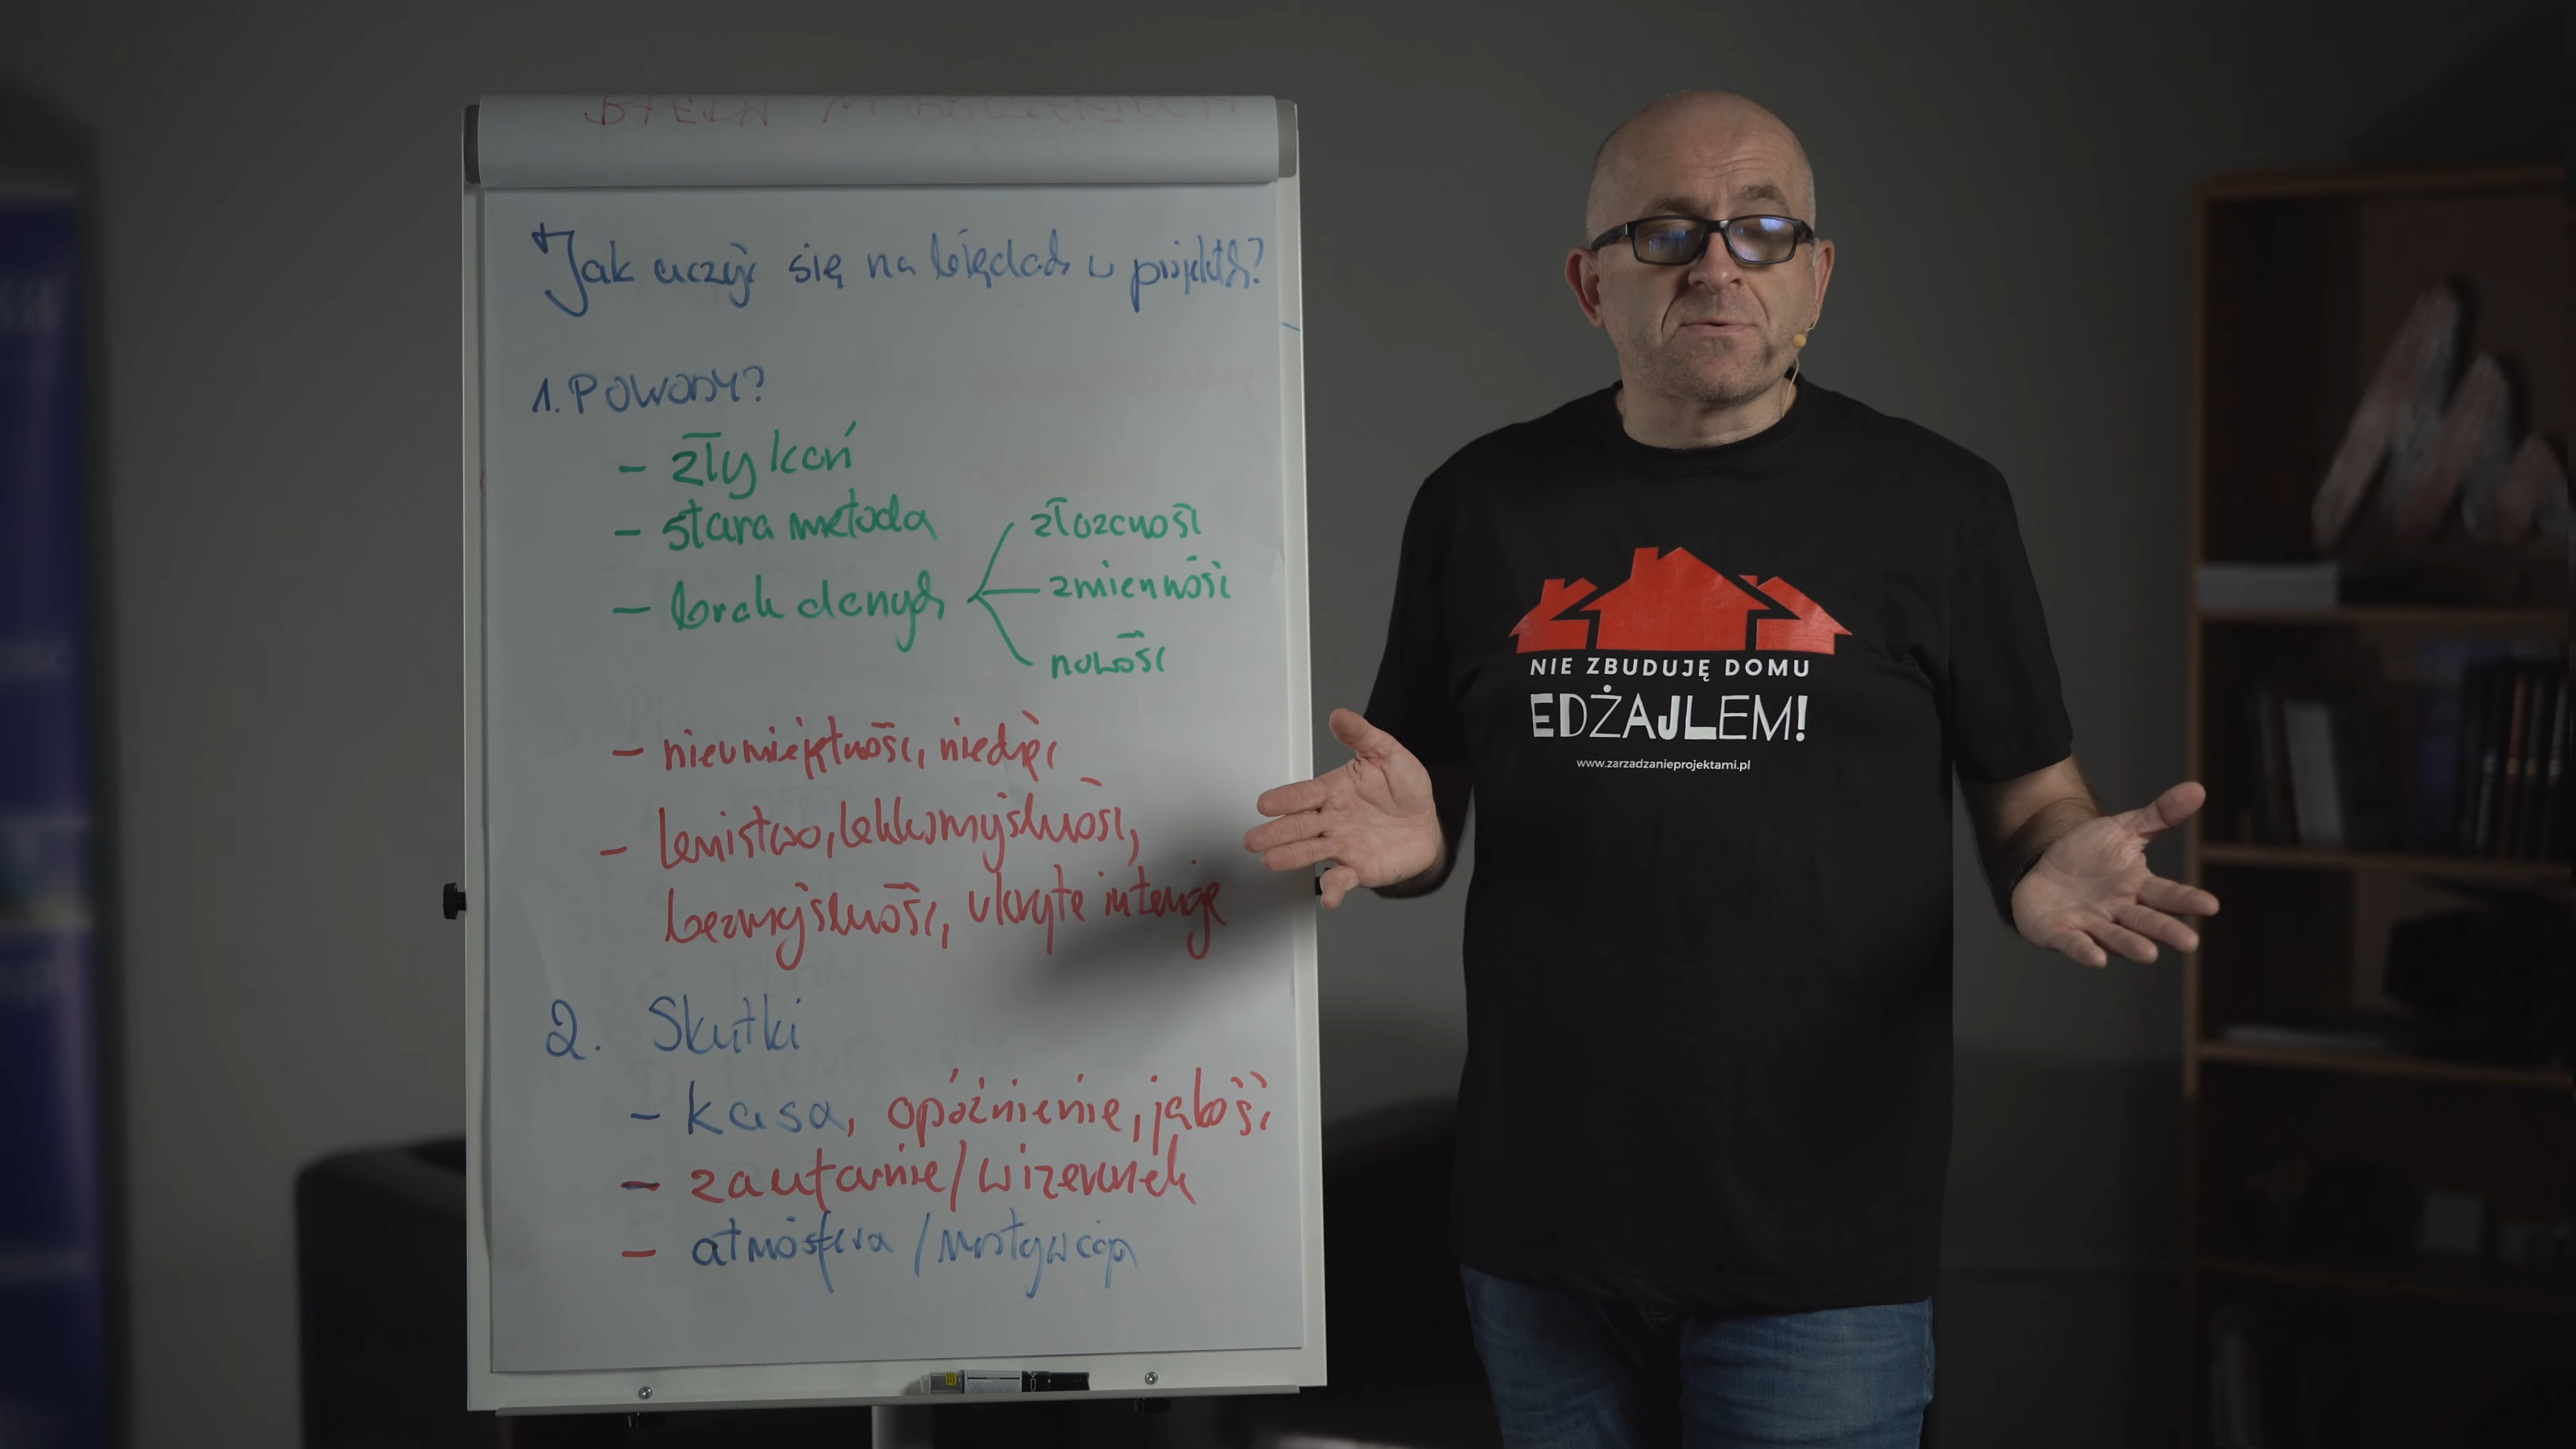 Jak uczyć się na błędach w projektach?
1. POWODY?
- zły koń
- stara metoda
- brak danych
złożoność
zmienność
nowość
- nieumiejętność, niechęć
- lenistwo, lekkomyślność,
bezmyślność, ukryte intencje
2. Skutki
- kasa, opóźnienie, jakość
- zaufanie/wizerunek
- atmosfera/motywacja
NIE ZBUDUJĘ DOMU
EDŻAJLEM!
www.zarzadzanieprojektami.pl